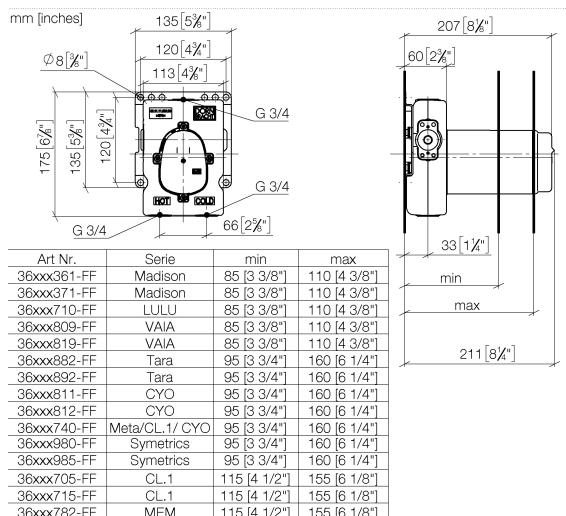 mm [inches]
135 [5⅜"]
120 [4¾"]
Ø8 [⅜"]
113 [4⅜"]
G 3/4
175 [6⅞"]
135 [5⅜"]
120 [4¾"]
HOT
COLD
G 3/4
G 3/4
66 [2⅝"]
207 [8⅛"]
60 [2⅜"]
33 [1¼"]
min
max
211 [8¼"]
Art Nr. Serie min max
36xxx361-FF Madison 85 [3 3/8"] 110 [4 3/8"]
36xxx371-FF Madison 85 [3 3/8"] 110 [4 3/8"]
36xxx710-FF LULU 85 [3 3/8"] 110 [4 3/8"]
36xxx809-FF VAIA 85 [3 3/8"] 110 [4 3/8"]
36xxx819-FF VAIA 85 [3 3/8"] 110 [4 3/8"]
36xxx882-FF Tara 95 [3 3/4"] 160 [6 1/4"]
36xxx892-FF Tara 95 [3 3/4"] 160 [6 1/4"]
36xxx811-FF CYO 95 [3 3/4"] 160 [6 1/4"]
36xxx812-FF CYO 95 [3 3/4"] 160 [6 1/4"]
36xxx740-FF Meta/CL.1/ CYO 95 [3 3/4"] 160 [6 1/4"]
36xxx980-FF Symetrics 95 [3 3/4"] 160 [6 1/4"]
36xxx985-FF Symetrics 95 [3 3/4"] 160 [6 1/4"]
36xxx705-FF CL.1 115 [4 1/2"] 155 [6 1/8"]
36xxx715-FF CL.1 115 [4 1/2"] 155 [6 1/8"]
36xxx782-FF MEM 115 [4 1/2"] 155 [6 1/8"]